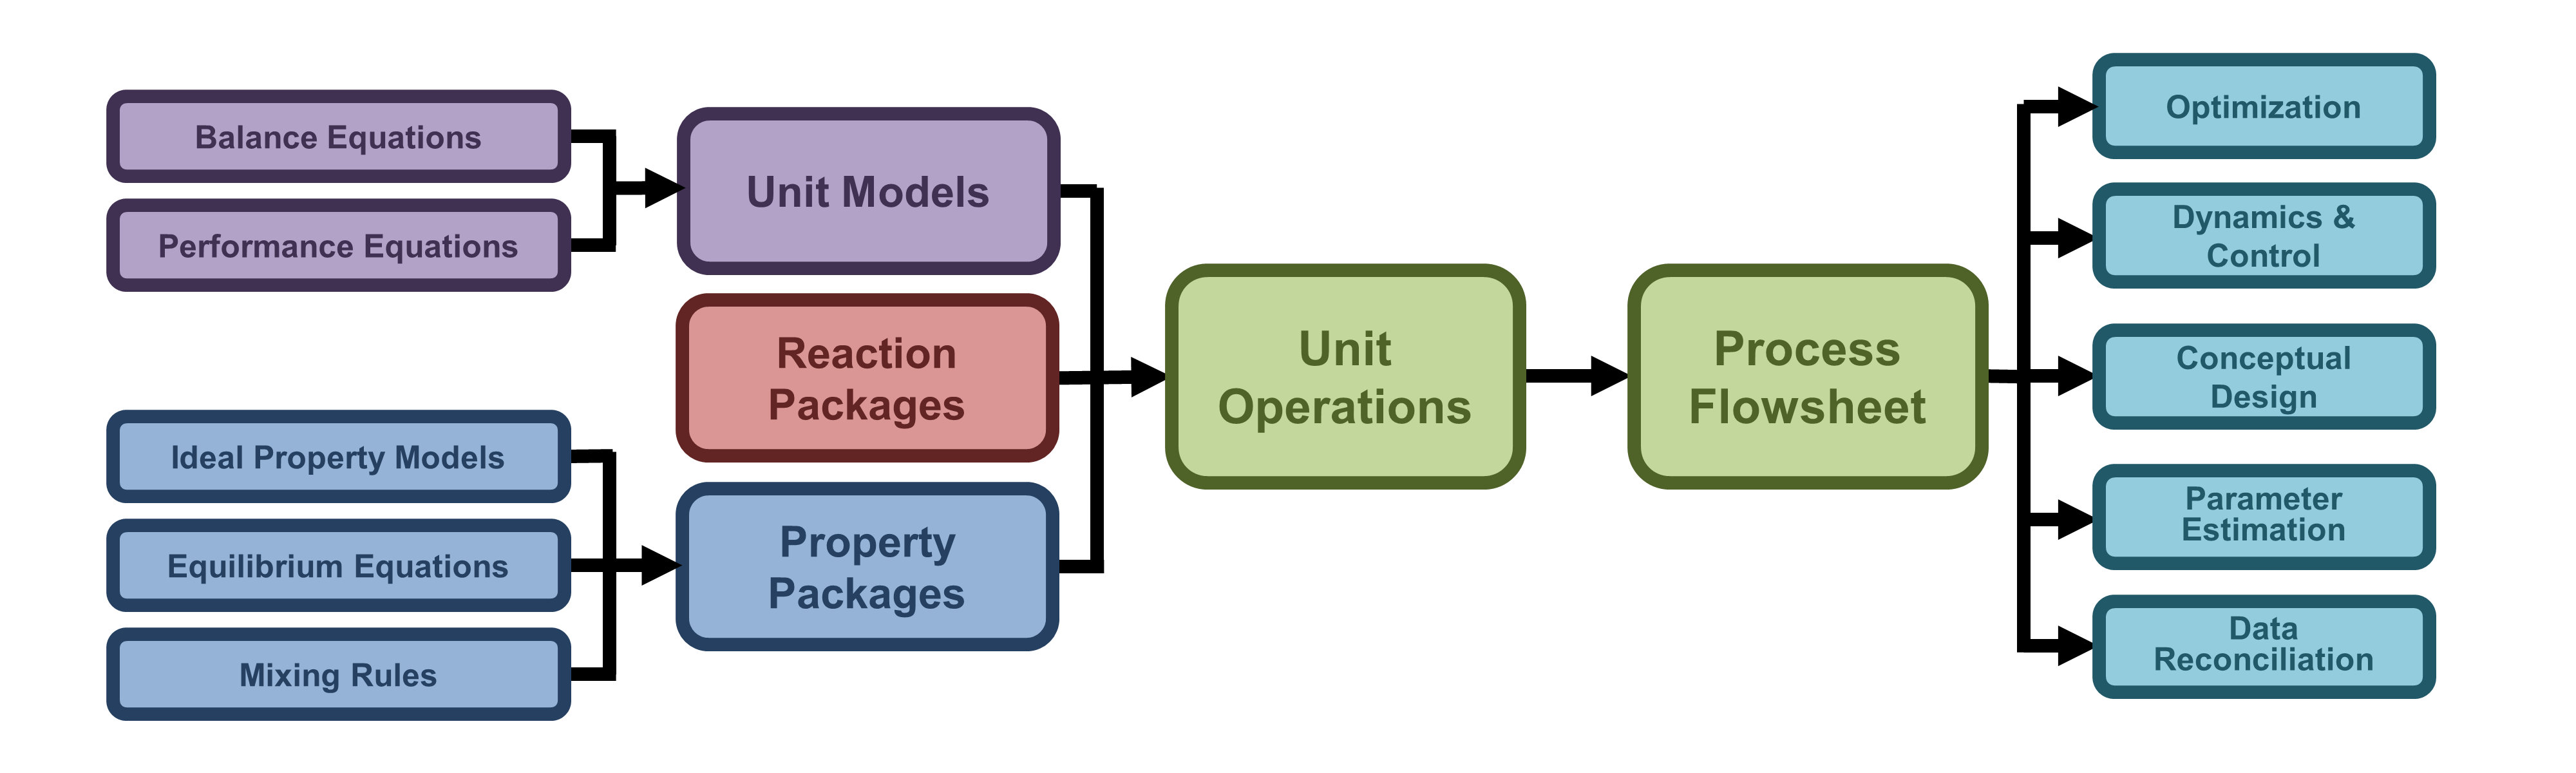 Balance Equations
Performance Equations
Ideal Property Models
Equilibrium Equations
Mixing Rules
Unit Models
Reaction
Packages
Property
Packages
Unit
Operations
Process
Flowsheet
Optimization
Dynamics &
Control
Conceptual
Design
Parameter
Estimation
Data
Reconciliation